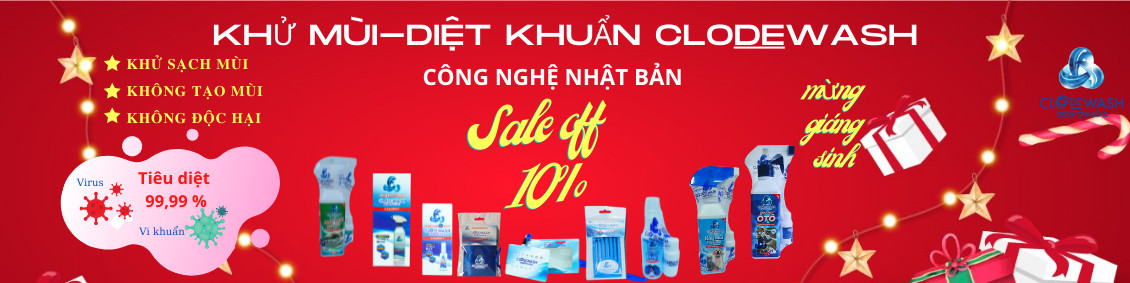 KHỬ MÙI-DIỆT KHUẨN CLODEWASH
CÔNG NGHỆ NHẬT BẢN
KHỬ SẠCH MÙI
KHÔNG TẠO MÙI
KHÔNG ĐỘC HẠI
Sale off
10%
mừng
giáng
sinh
CLODEWASH
Virus
Tiêu diệt
99,99 %
Vi khuẩn
OTO